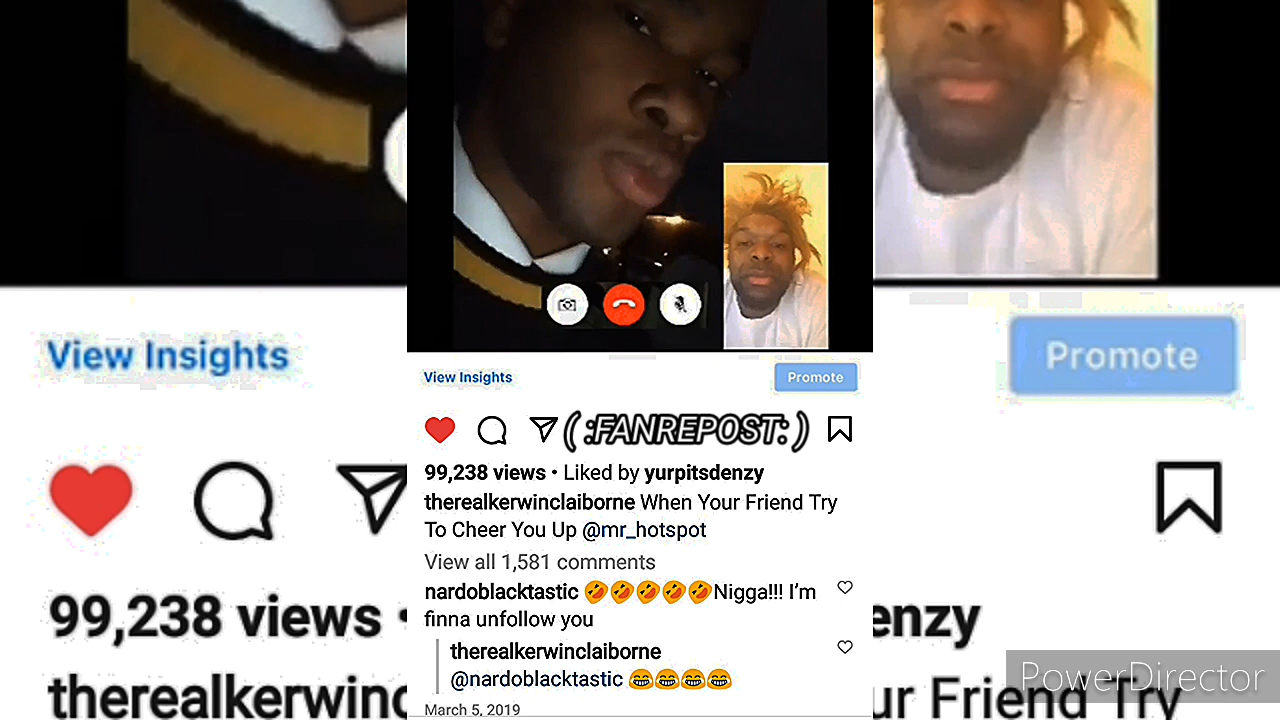 View Insights
Promote
(:FANREPOST:)
99,238 views • Liked by yurpitsdenzy
therealkerwinclaiborne When Your Friend Try
To Cheer You Up @mr_hotspot
View all 1,581 comments
nardoblacktastic 🤣🤣🤣🤣🤣Nigga!!! I'm
finna unfollow you
therealkerwinclaiborne
@nardoblacktastic 😂😂😂😂
March 5, 2019
View Insights
Promote
99,238 views •
enzy
therealkerwinc
ur Friend Try
PowerDirector